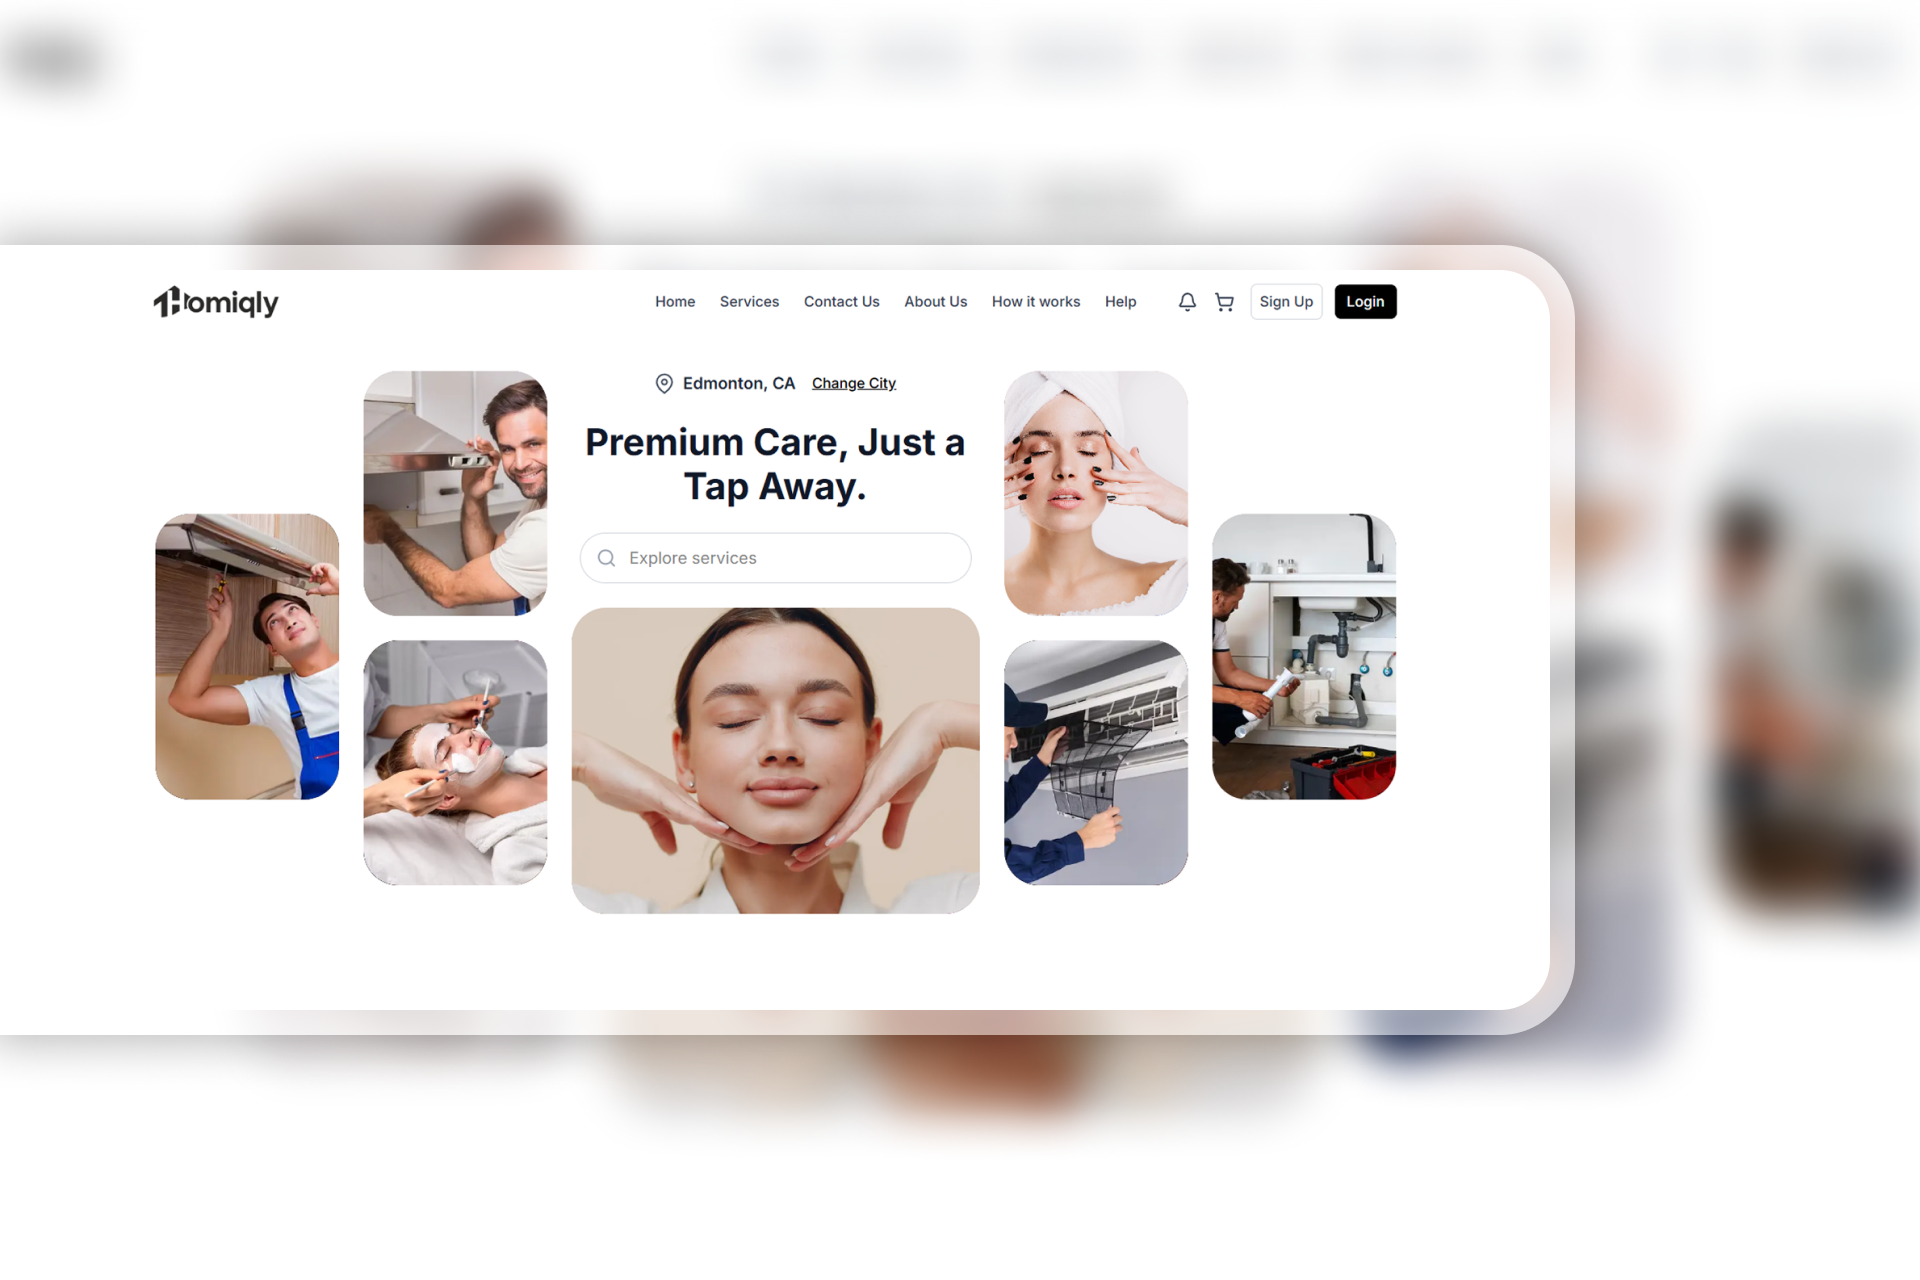 Homiqly
Home Services Contact Us About Us How it works Help Sign Up Login
Edmonton, CA Change City
Premium Care, Just a
Tap Away.
Explore services